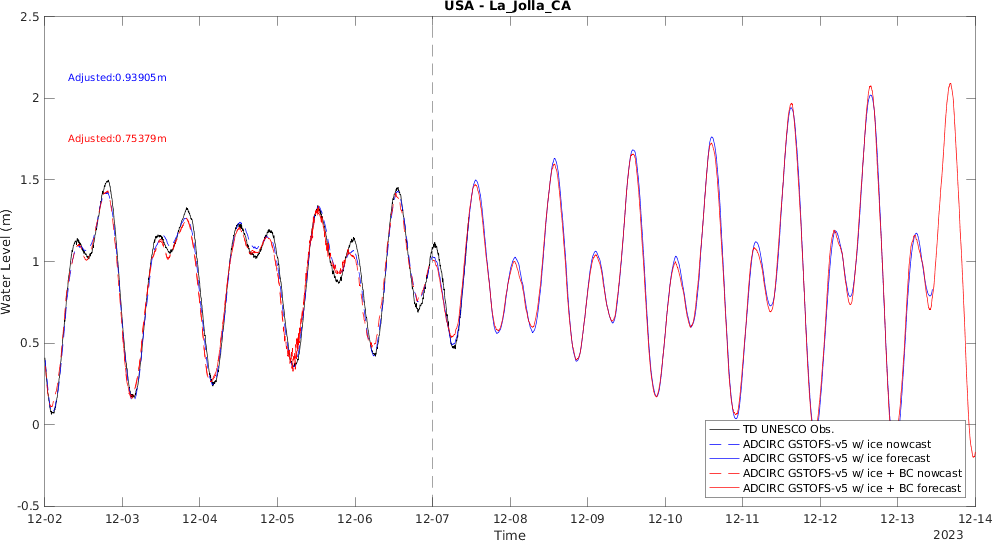 USA - La_Jolla_CA
2.5
2
1.5
1
0.5
0
-0.5
Water Level (m)
Adjusted:0.93905m
Adjusted:0.75379m
TD UNESCO Obs.
ADCIRC GSTOFS-v5 w/ ice nowcast
ADCIRC GSTOFS-v5 w/ ice forecast
ADCIRC GSTOFS-v5 w/ ice + BC nowcast
ADCIRC GSTOFS-v5 w/ ice + BC forecast
12-02 12-03 12-04 12-05 12-06 12-07 12-08 12-09 12-10 12-11 12-12 12-13 12-14
Time
2023